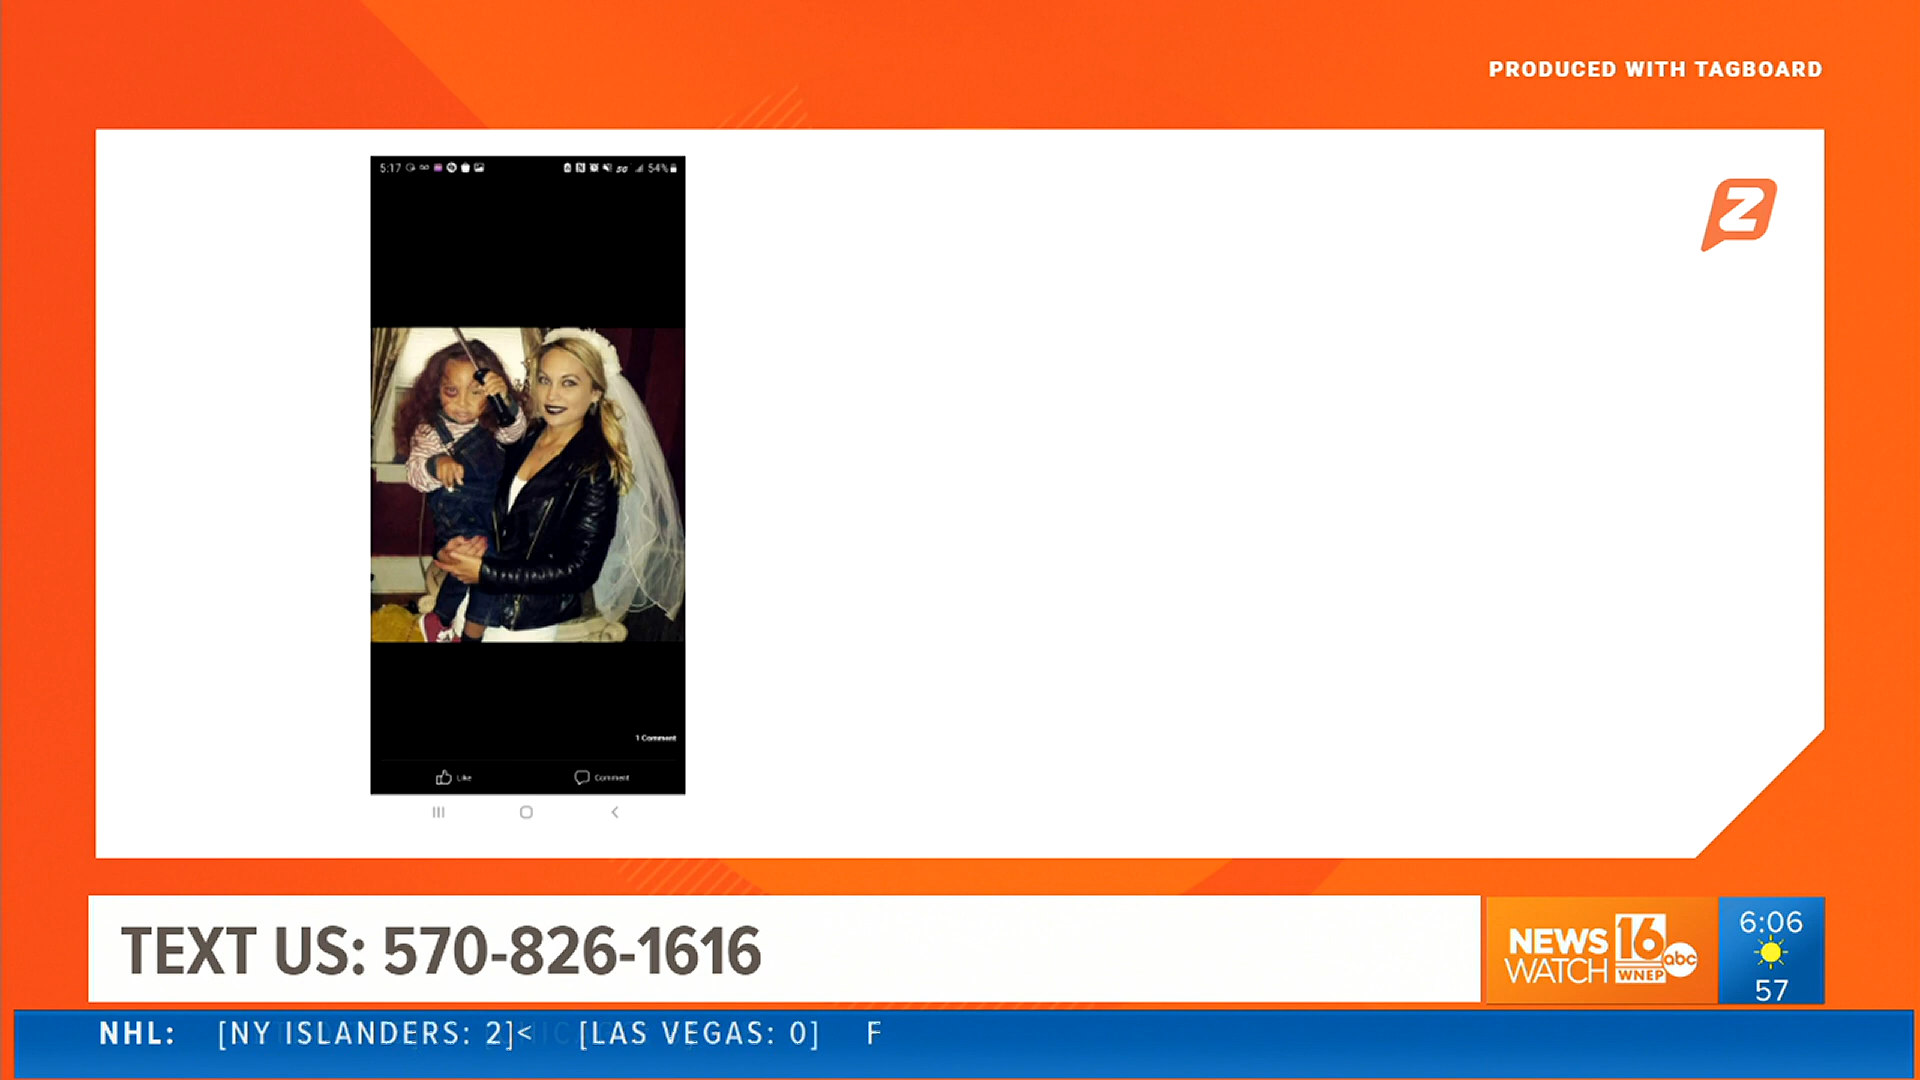 PRODUCED WITH TAGBOARD
Z
5:17
5G 54%
1 Comment
Like Comment
TEXT US: 570-826-1616
NEWS
WATCH
16
WNEP
abc
6:06
57
NHL: [NY ISLANDERS: 2]< [LAS VEGAS: 0] F